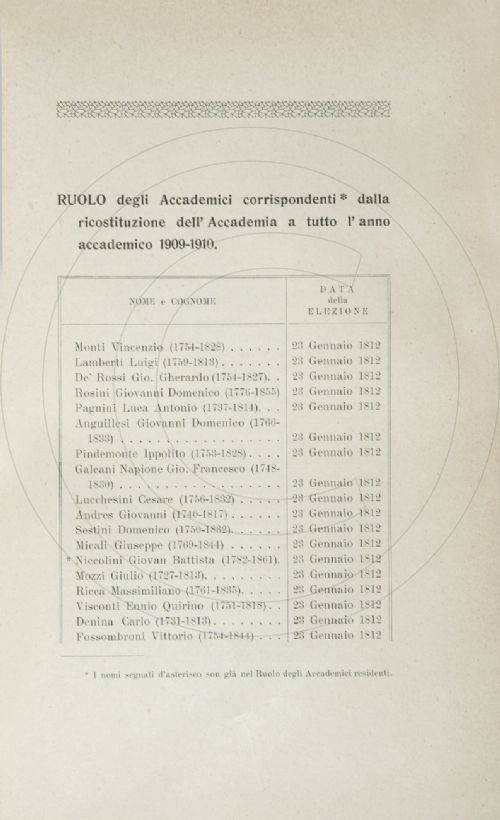 RUOLO degli Accademici corrispondenti * dalla
ricostituzione dell' Accademia a tutto l' anno
accademico 1909-1910.
NOME e COGNOME
DATA
della
ELEZIONE
Monti Vincenzio (1754-1828) . . . . . . 23 Gennaio 1812
Lamberti Luigi (1759-1813) . . . . . . . 23 Gennaio 1812
De' Rossi Gio. Gherardo (1754-1827). . 23 Gennaio 1812
Rosini Giovanni Domenico (1776-1855) 23 Gennaio 1812
Pagnini Luca Antonio (1737-1814). . . 23 Gennaio 1812
Anguillesi Giovanni Domenico (1766-
1833) . . . . . . . . . . . . . . . . . 23 Gennaio 1812
Pindemonte Ippolito (1753-1828) . . . . 23 Gennaio 1812
Galeani Napione Gio. Francesco (1748-
1830) . . . . . . . . . . . . . . . . . 23 Gennaio 1812
Lucchesini Cesare (1756-1832) . . . . . 23 Gennaio 1812
Andres Giovanni (1740-1817) . . . . . . 23 Gennaio 1812
Sestini Domenico (1750-1832). . . . . . 23 Gennaio 1812
Micali Giuseppe (1769-1844) . . . . . . 23 Gennaio 1812
* Niccolini Giovan Battista (1782-1861). 23 Gennaio 1812
Mozzi Giulio (1727-1813). . . . . . . . 23 Gennaio 1812
Ricca Massimiliano (1761-1835). . . . . 23 Gennaio 1812
Visconti Ennio Quirino (1751-1818). . 23 Gennaio 1812
Denina Carlo (1731-1813) . . . . . . . . 23 Gennaio 1812
Fossombroni Vittorio (1754-1844) . . . 23 Gennaio 1812
* I nomi segnati d'asterisco son già nel Ruolo degli Accademici residenti.